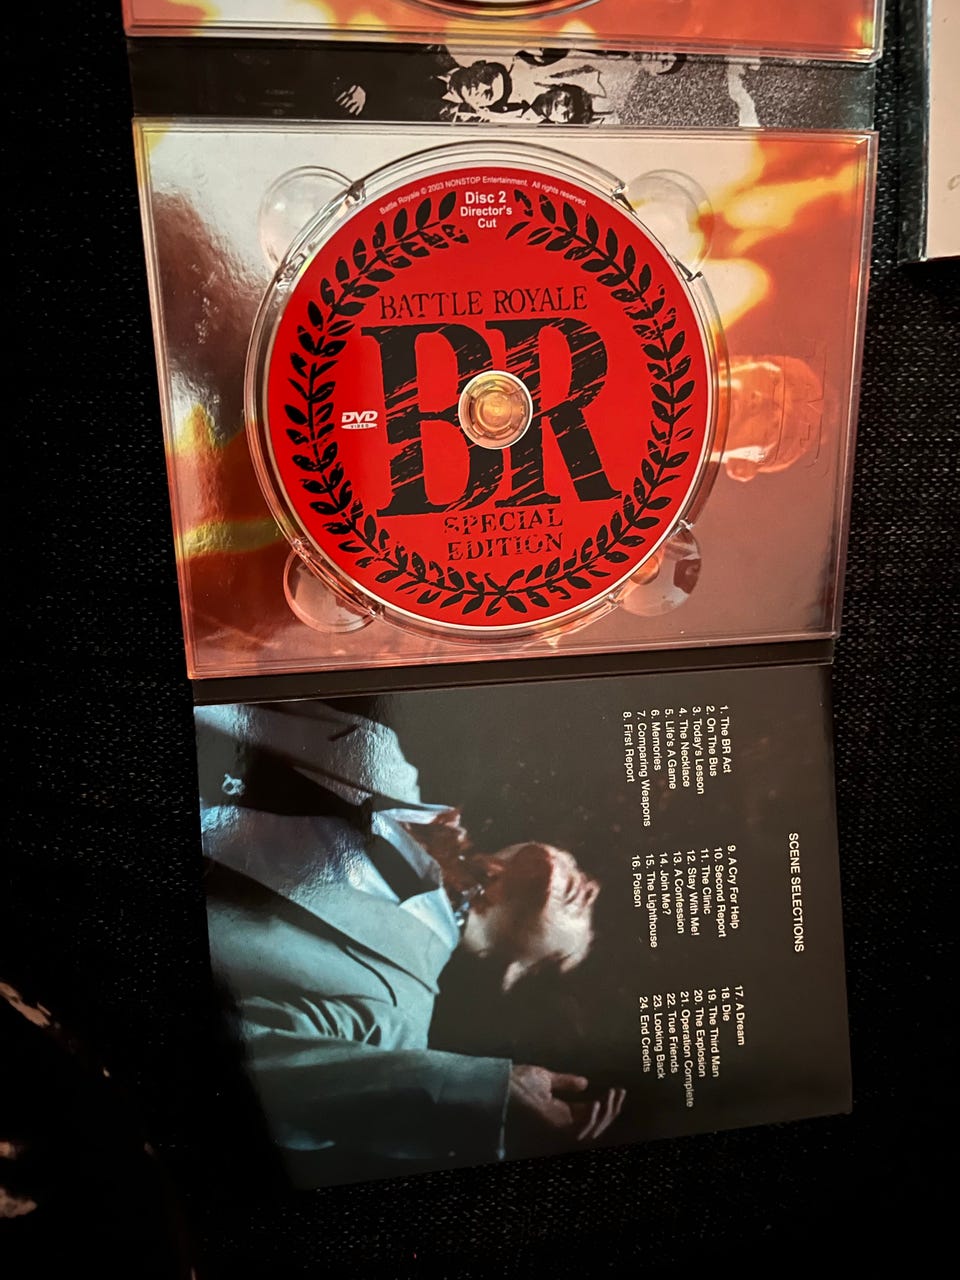 Battle Royale © 2003 NONSTOP Entertainment. All rights reserved.
Disc 2
Director's
Cut
BATTLE ROYALE
BR
DVD
VIDEO
SPECIAL
EDITION
SCENE SELECTIONS
1. The BR Act
2. On The Bus
3. Today's Lesson
4. The Necklace
5. Life's A Game
6. Memories
7. Comparing Weapons
8. First Report
9. A Cry For Help
10. Second Report
11. The Clinic
12. Stay With Me!
13. A Confession
14. Join Me?
15. The Lighthouse
16. Poison
17. A Dream
18. Die
19. The Third Man
20. The Explosion
21. Operation Complete
22. True Friends
23. Looking Back
24. End Credits